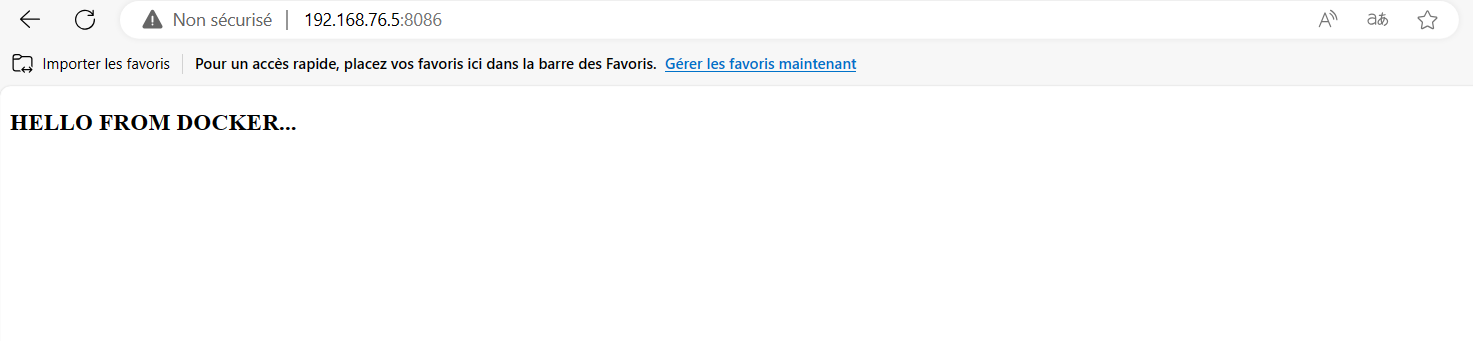 Non sécurisé | 192.168.76.5:8086
Importer les favoris Pour un accès rapide, placez vos favoris ici dans la barre des Favoris. Gérer les favoris maintenant
HELLO FROM DOCKER...